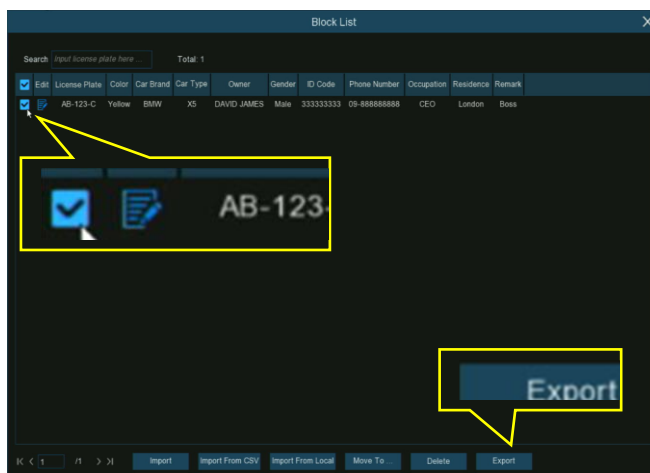 Block List X
Search Input license plate here ... Total: 1
Edit License Plate Color Car Brand Car Type Owner Gender ID Code Phone Number Occupation Residence Remark
AB-123-C Yellow BMW X5 DAVID JAMES Male 333333333 09-888888888 CEO London Boss
AB-123-
Export
1 /1 Import Import From CSV Import From Local Move To ... Delete Export